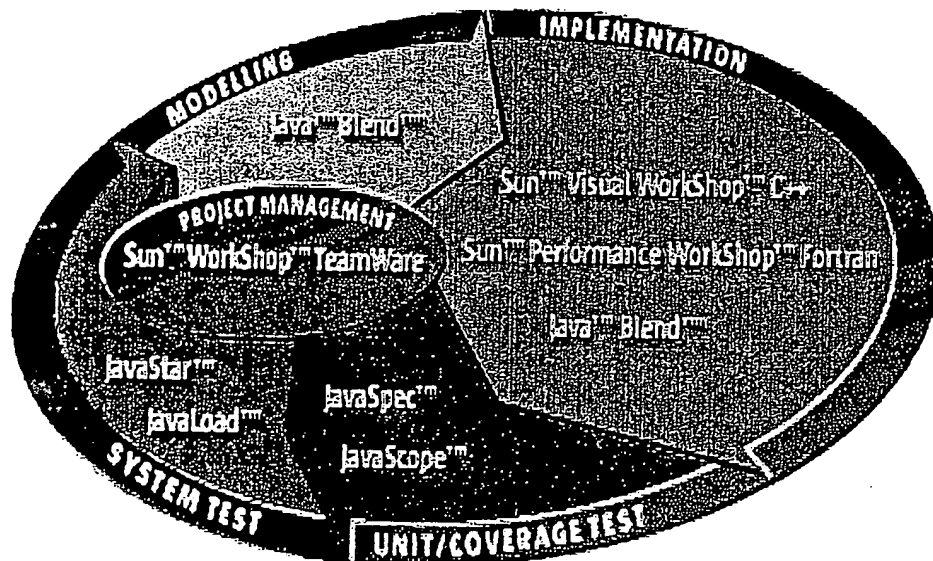 MODELLING
IMPLEMENTATION
Java™ Blend™
PROJECT MANAGEMENT
Sun™ WorkShop™ TeamWare
Sun™ Visual WorkShop™ C++
Sun™ Performance WorkShop™ Fortran
Java™ Blend™
JavaStar™
JavaLoad™
JavaSpec™
JavaScope™
SYSTEM TEST
UNIT/COVERAGE TEST